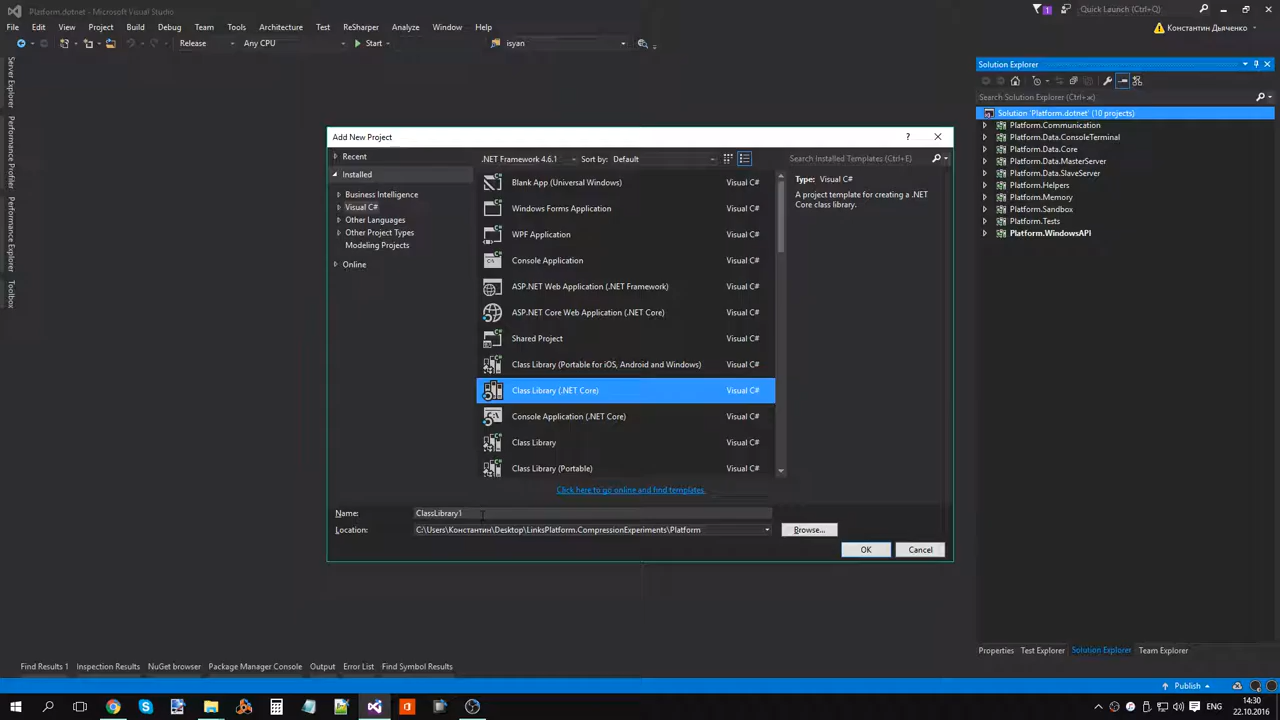 Platform.dotnet - Microsoft Visual Studio
1
Quick Launch (Ctrl+Q)
File Edit View Project Build Debug Team Tools Architecture Test ReSharper Analyze Window Help
Константин Дьяченко
Release Any CPU Start isyan
Server Explorer
Performance Profiler
Performance Explorer
Toolbox
Solution Explorer
Search Solution Explorer (Ctrl+ж)
Solution 'Platform.dotnet' (10 projects)
Platform.Communication
Platform.Data.ConsoleTerminal
Platform.Data.Core
Platform.Data.MasterServer
Platform.Data.SlaveServer
Platform.Helpers
Platform.Memory
Platform.Sandbox
Platform.Tests
Platform.WindowsAPI
Add New Project
Recent
.NET Framework 4.6.1 Sort by: Default
Search Installed Templates (Ctrl+E)
Installed
Business Intelligence
Visual C#
Other Languages
Other Project Types
Modeling Projects
Online
Blank App (Universal Windows) Visual C#
Windows Forms Application Visual C#
WPF Application Visual C#
Console Application Visual C#
ASP.NET Web Application (.NET Framework) Visual C#
ASP.NET Core Web Application (.NET Core) Visual C#
Shared Project Visual C#
Class Library (Portable for iOS, Android and Windows) Visual C#
Class Library (.NET Core) Visual C#
Console Application (.NET Core) Visual C#
Class Library Visual C#
Class Library (Portable) Visual C#
Type: Visual C#
A project template for creating a .NET
Core class library.
Click here to go online and find templates.
Name: ClassLibrary1
Location: C:\Users\Константин\Desktop\LinksPlatform.CompressionExperiments\Platform
Browse...
OK Cancel
Properties Test Explorer Solution Explorer Team Explorer
Find Results 1 Inspection Results NuGet browser Package Manager Console Output Error List Find Symbol Results
Publish
ENG
14:30
22.10.2016